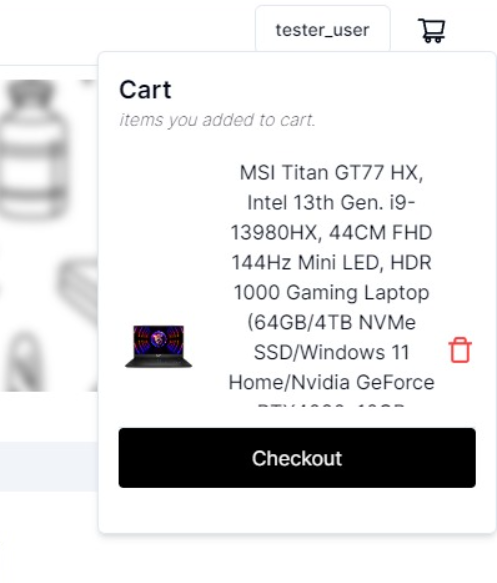 tester_user
Cart
items you added to cart.
MSI Titan GT77 HX,
Intel 13th Gen. i9-
13980HX, 44CM FHD
144Hz Mini LED, HDR
1000 Gaming Laptop
(64GB/4TB NVMe
SSD/Windows 11
Home/Nvidia GeForce
Checkout